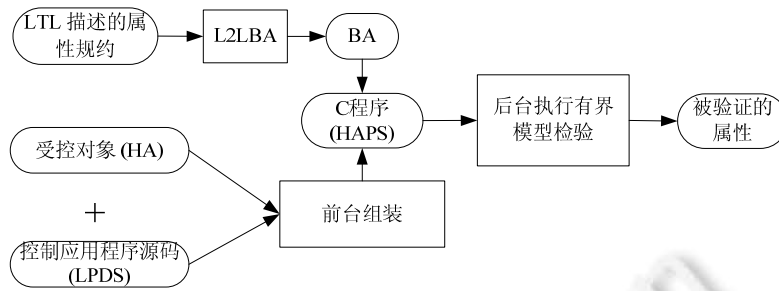 LTL 描述的属
性规约
L2LBA
BA
C程序
(HAPS)
后台执行有界
模型检验
被验证的
属性
受控对象 (HA)
+
控制应用程序源码
(LPDS)
前台组装